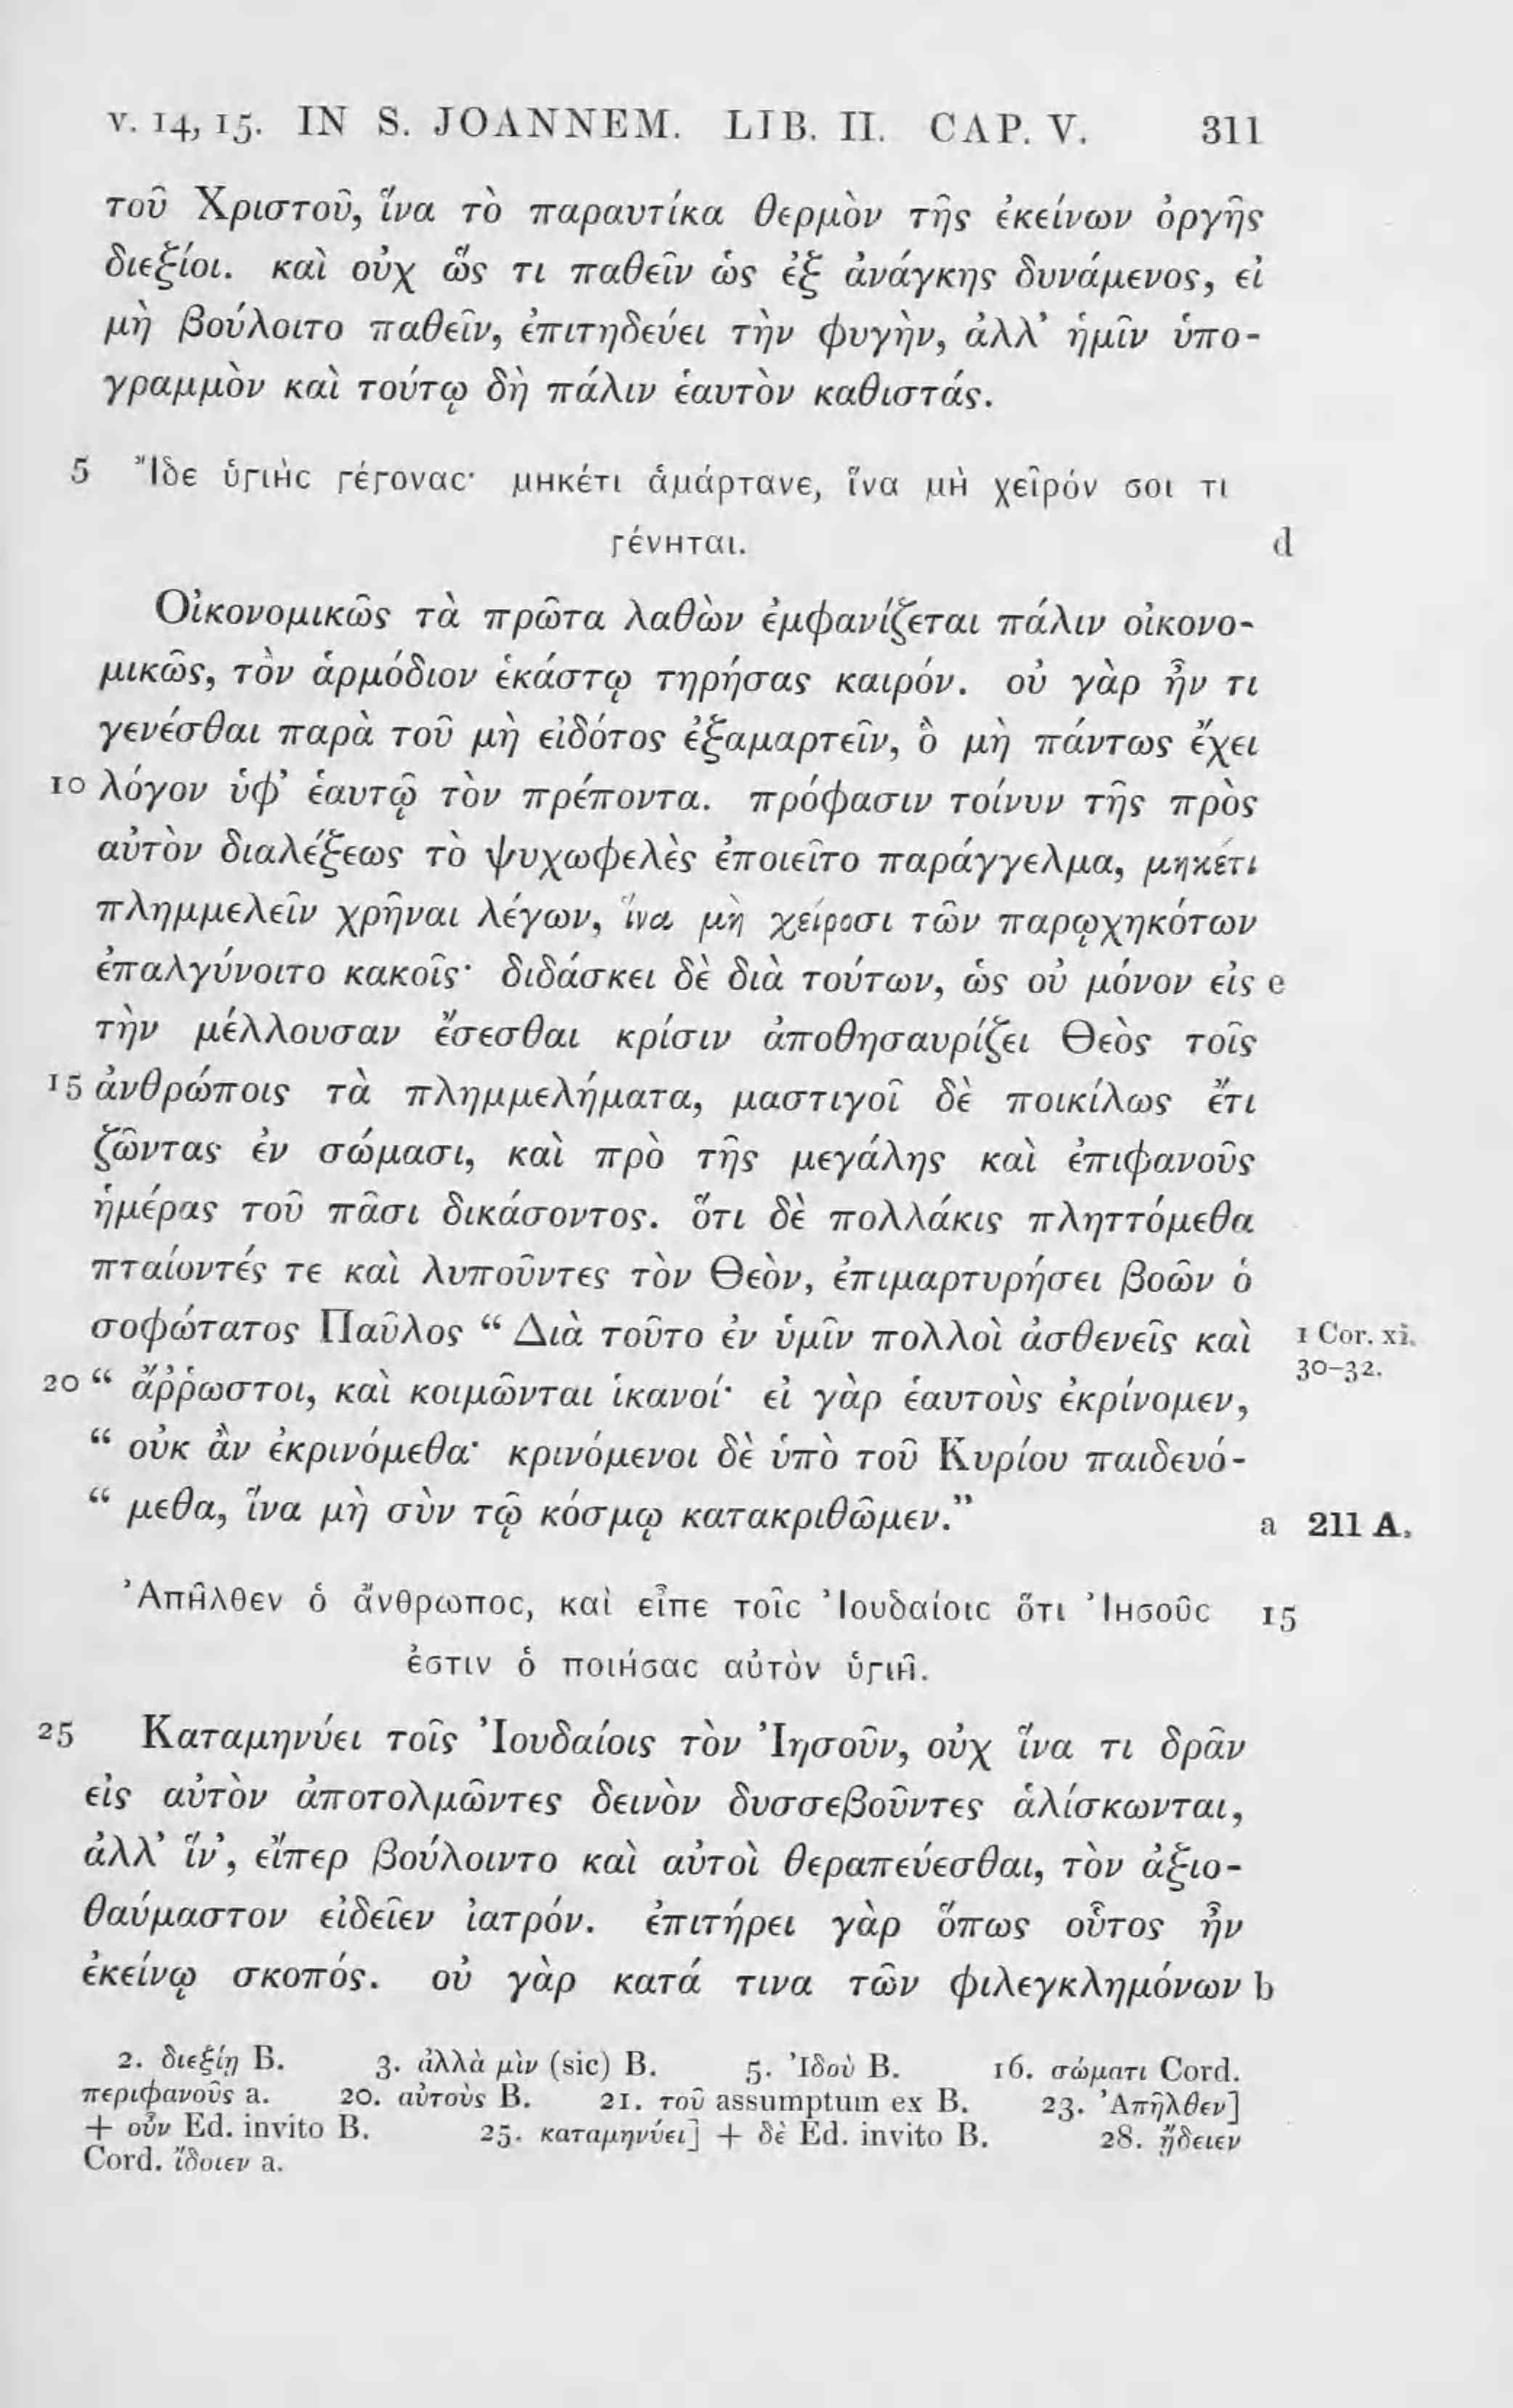 v. 14, 15. IN S. JOANNEM. LIB. II. CAP. V. 311
τοῦ Χριστοῦ, ἵνα τὸ παραυτίκα θερμὸν τῆς ἐκείνων ὀργῆς
διεξίοι. καὶ οὐχ ὥς τι παθεῖν ὡς ἐξ ἀνάγκης δυνάμενος, εἰ
μὴ βούλοιτο παθεῖν, ἐπιτηδεύει τὴν φυγὴν, ἀλλ’ ἡμῖν ὑπο-
γραμμὸν καὶ τούτῳ δὴ πάλιν ἑαυτὸν καθιστάς.
5 Ἴδε ὑγιὴς γέγονας· μηκέτι ἁμάρτανε, ἵνα μὴ χεῖρόν σοι τι
γένηται. d
Οἰκονομικῶς τὰ πρῶτα λαθὼν ἐμφανίζεται πάλιν οἰκονο-
μικῶς, τὸν ἁρμόδιον ἑκάστῳ τηρήσας καιρόν. οὐ γὰρ ἦν τι
γενέσθαι παρὰ τοῦ μὴ εἰδότος ἐξαμαρτεῖν, ὃ μὴ πάντως ἔχει
10 λόγον ὑφ’ ἑαυτῷ τὸν πρέποντα. πρόφασιν τοίνυν τῆς πρὸς
αὐτὸν διαλέξεως τὸ ψυχωφελὲς ἐποιεῖτο παράγγελμα, μηκέτι
πλημμελεῖν χρῆναι λέγων, ἵνα μὴ χείροσι τῶν παρῳχηκότων
ἐπαλγύνοιτο κακοῖς· διδάσκει δὲ διὰ τούτων, ὡς οὐ μόνον εἰς e
τὴν μέλλουσαν ἔσεσθαι κρίσιν ἀποθησαυρίζει Θεὸς τοῖς
15 ἀνθρώποις τὰ πλημμελήματα, μαστιγοῖ δὲ ποικίλως ἔτι
ζῶντας ἐν σώμασι, καὶ πρὸ τῆς μεγάλης καὶ ἐπιφανοῦς
ἡμέρας τοῦ πᾶσι δικάσοντος. ὅτι δὲ πολλάκις πληττόμεθα
πταίοντές τε καὶ λυποῦντες τὸν Θεὸν, ἐπιμαρτυρήσει βοῶν ὁ
σοφώτατος Παῦλος “ Διὰ τοῦτο ἐν ὑμῖν πολλοὶ ἀσθενεῖς καὶ 1 Cor. xi.
20 “ ἄῤῥωστοι, καὶ κοιμῶνται ἱκανοί· εἰ γὰρ ἑαυτοὺς ἐκρίνομεν, 30–32.
“ οὐκ ἂν ἐκρινόμεθα· κρινόμενοι δὲ ὑπὸ τοῦ Κυρίου παιδευό-
“ μεθα, ἵνα μὴ σὺν τῷ κόσμῳ κατακριθῶμεν.” a 211 A.
Ἀπῆλθεν ὁ ἄνθρωπος, καὶ εἶπε τοῖς Ἰουδαίοις ὅτι Ἰησοῦς 15
ἐστιν ὁ ποιήσας αὐτὸν ὑγιῆ.
25 Καταμηνύει τοῖς Ἰουδαίοις τὸν Ἰησοῦν, οὐχ ἵνα τι δρᾶν
εἰς αὐτὸν ἀποτολμῶντες δεινὸν δυσσεβοῦντες ἁλίσκωνται,
ἀλλ’ ἵν’, εἴπερ βούλοιντο καὶ αὐτοὶ θεραπεύεσθαι, τὸν ἀξιο-
θαύμαστον εἰδεῖεν ἰατρόν. ἐπιτήρει γὰρ ὅπως οὗτος ἦν
ἐκείνῳ σκοπός. οὐ γὰρ κατά τινα τῶν φιλεγκλημόνων b
2. διεξίῃ B. 3. ἀλλὰ μὶν (sic) B. 5. Ἰδοὺ B. 16. σώματι Cord.
περιφανοῦς a. 20. αὐτοὺς B. 21. τοῦ assumptum ex B. 23. Ἀπῆλθεν]
+ οὖν Ed. invito B. 25. καταμηνύει] + δὲ Ed. invito B. 28. ᾔδειεν
Cord. ἴδοιεν a.